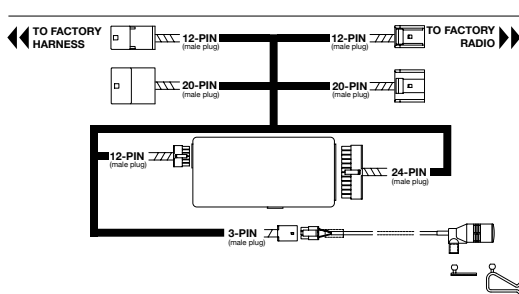 TO FACTORY
HARNESS
12-PIN
(male plug)
12-PIN
(male plug)
TO FACTORY
RADIO
20-PIN
(male plug)
20-PIN
(male plug)
12-PIN
(male plug)
24-PIN
(male plug)
3-PIN
(male plug)